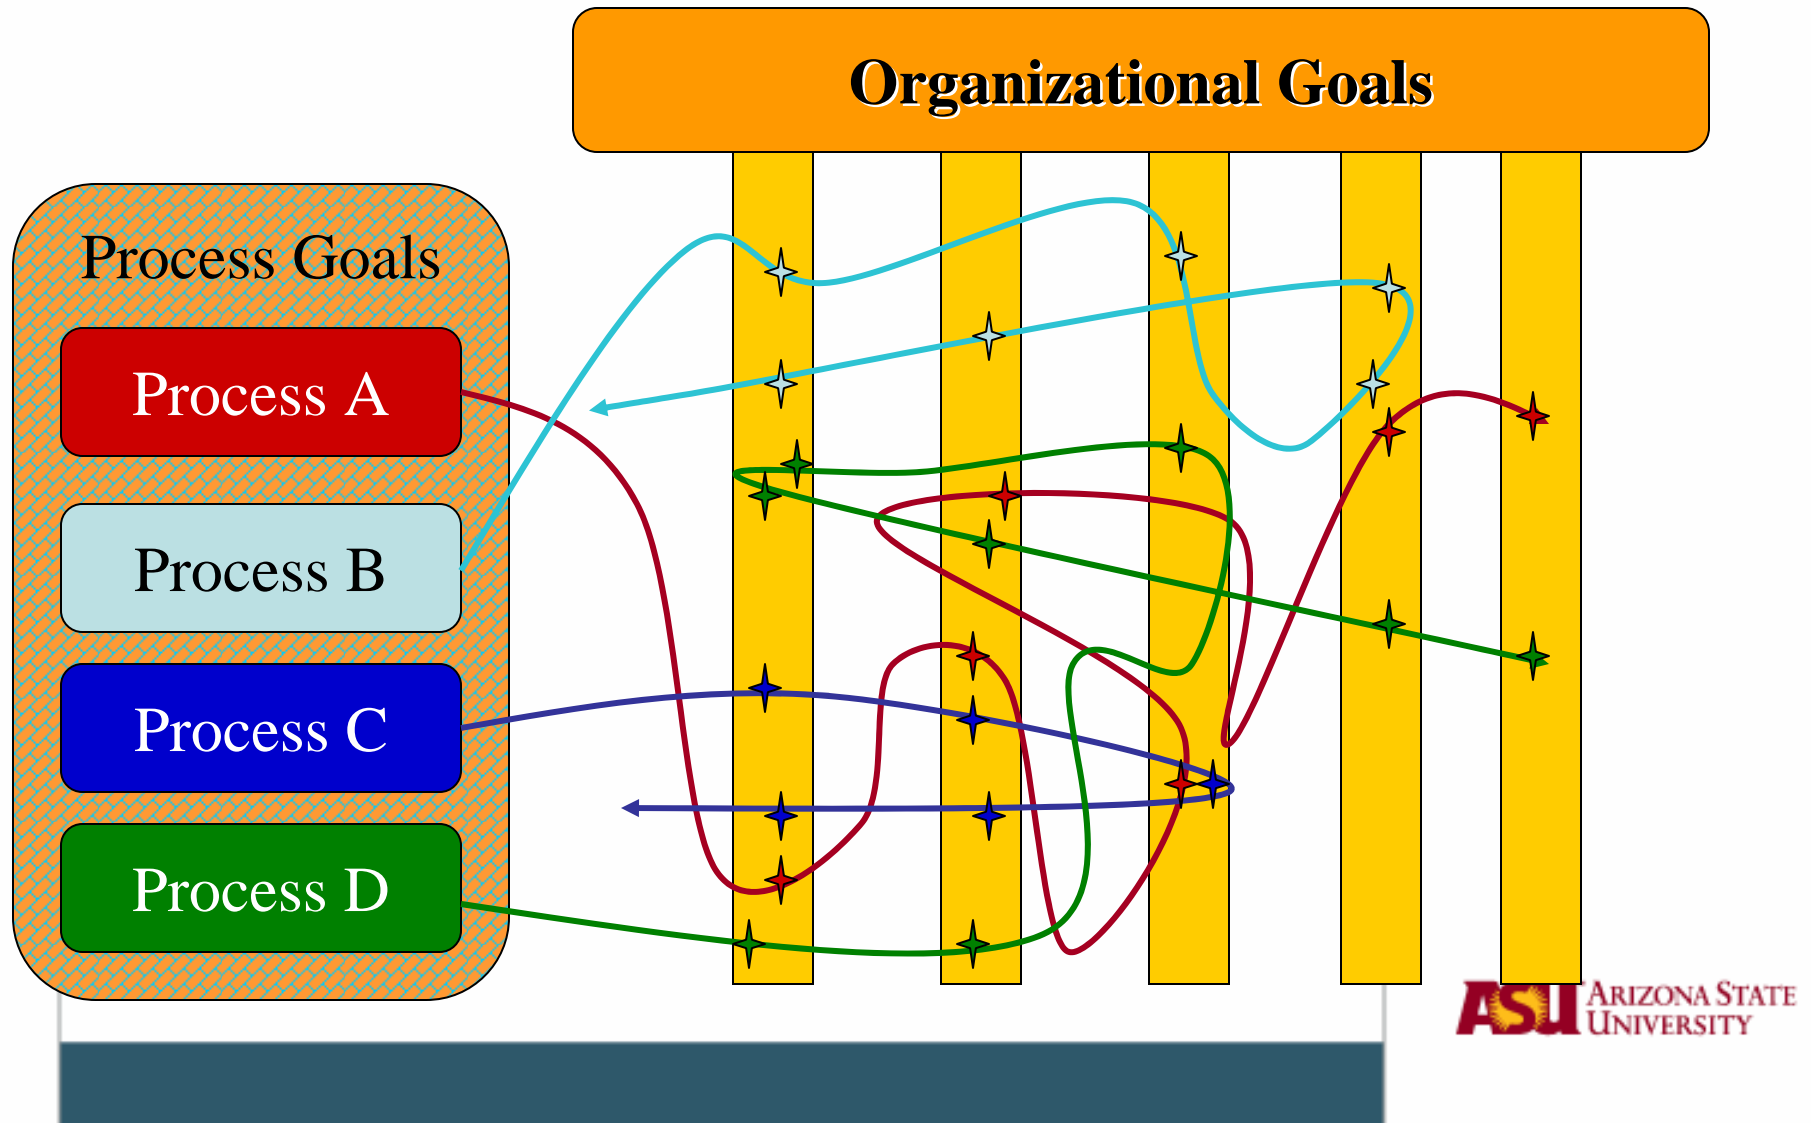 Organizational Goals
Process Goals
Process A
Process B
Process C
Process D
ASU ARIZONA STATE
UNIVERSITY